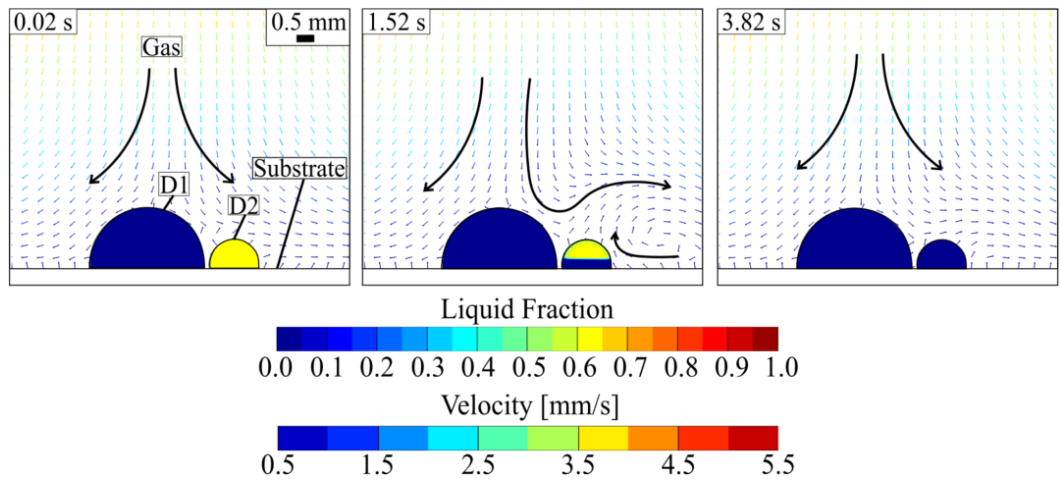 0.02 s
0.5 mm
1.52 s
3.82 s
Gas
Substrate
D1
D2
Liquid Fraction
0.0 0.1 0.2 0.3 0.4 0.5 0.6 0.7 0.8 0.9 1.0
Velocity [mm/s]
0.5 1.5 2.5 3.5 4.5 5.5